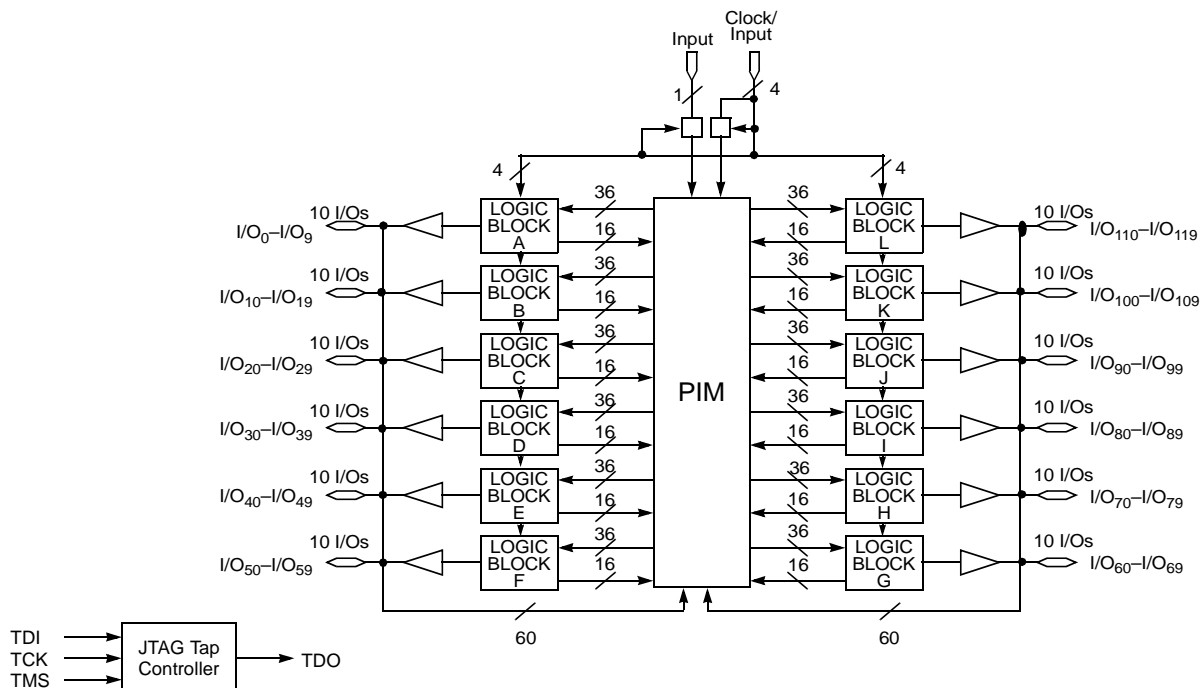 Input
Clock/
Input
1
4
4
4
10 I/Os
I/O0–I/O9
LOGIC
BLOCK
A
36
16
36
16
LOGIC
BLOCK
L
10 I/Os
I/O110–I/O119
10 I/Os
I/O10–I/O19
LOGIC
BLOCK
B
36
16
36
16
LOGIC
BLOCK
K
10 I/Os
I/O100–I/O109
10 I/Os
I/O20–I/O29
LOGIC
BLOCK
C
36
16
PIM
36
16
LOGIC
BLOCK
J
10 I/Os
I/O90–I/O99
10 I/Os
I/O30–I/O39
LOGIC
BLOCK
D
36
16
36
16
LOGIC
BLOCK
I
10 I/Os
I/O80–I/O89
10 I/Os
I/O40–I/O49
LOGIC
BLOCK
E
36
16
36
16
LOGIC
BLOCK
H
10 I/Os
I/O70–I/O79
10 I/Os
I/O50–I/O59
LOGIC
BLOCK
F
36
16
36
16
LOGIC
BLOCK
G
10 I/Os
I/O60–I/O69
60
60
TDI
TCK
TMS
JTAG Tap
Controller
TDO